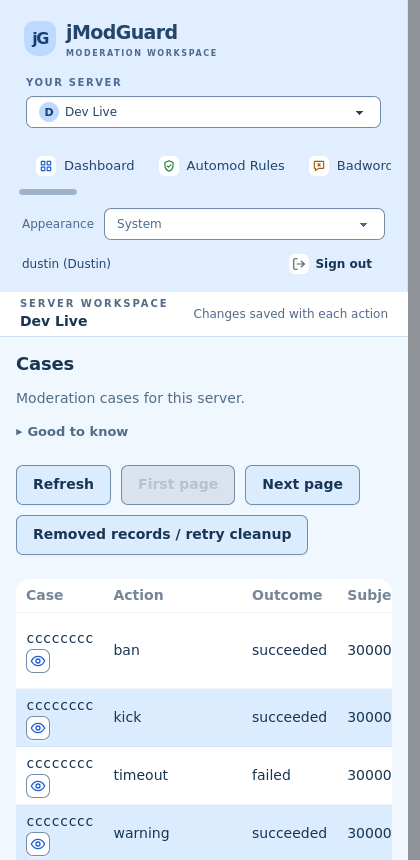 jG
jModGuard
MODERATION WORKSPACE
YOUR SERVER
D Dev Live
Dashboard Automod Rules Badword
Appearance System
dustin (Dustin) Sign out
SERVER WORKSPACE
Dev Live
Changes saved with each action
Cases
Moderation cases for this server.
▸ Good to know
Refresh First page Next page
Removed records / retry cleanup
Case Action Outcome Subje
cccccccc
ban succeeded 30000
cccccccc
kick succeeded 30000
cccccccc
timeout failed 30000
cccccccc
warning succeeded 30000